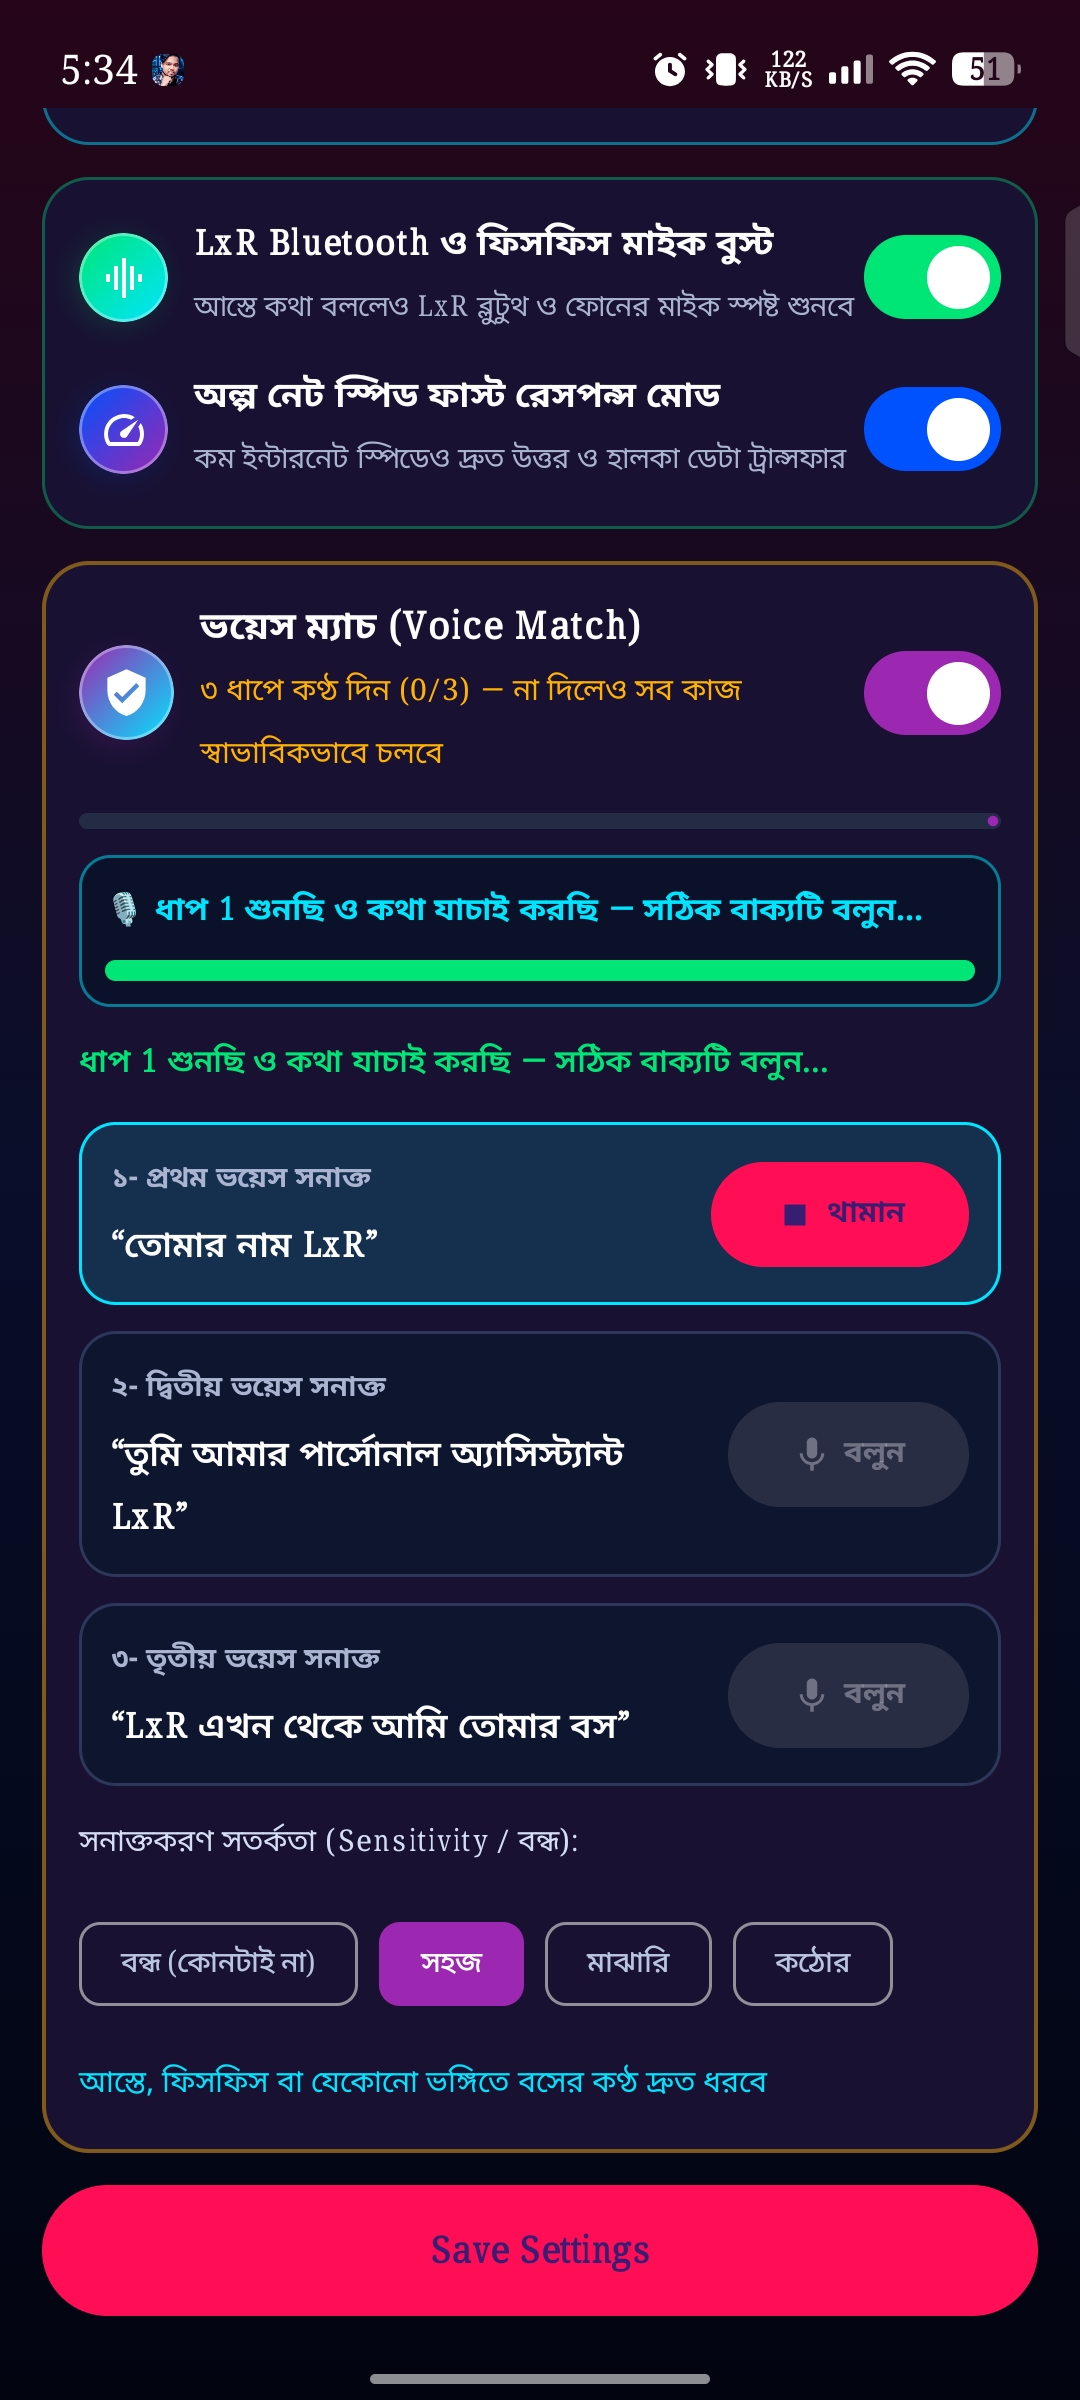 5:34
122
KB/S
51
LxR Bluetooth ও ফিসফিস মাইক বুস্ট
আস্তে কথা বললেও LxR ব্লুটুথ ও ফোনের মাইক স্পষ্ট শুনবে
অল্প নেট স্পিড ফাস্ট রেসপন্স মোড
কম ইন্টারনেট স্পিডেও দ্রুত উত্তর ও হালকা ডেটা ট্রান্সফার
ভয়েস ম্যাচ (Voice Match)
৩ ধাপে কণ্ঠ দিন (0/3) — না দিলেও সব কাজ
স্বাভাবিকভাবে চলবে
🎙️ ধাপ 1 শুনছি ও কথা যাচাই করছি — সঠিক বাক্যটি বলুন...
ধাপ 1 শুনছি ও কথা যাচাই করছি — সঠিক বাক্যটি বলুন...
১- প্রথম ভয়েস সনাক্ত
“তোমার নাম LxR”
থামান
২- দ্বিতীয় ভয়েস সনাক্ত
“তুমি আমার পার্সোনাল অ্যাসিস্ট্যান্ট
LxR”
বলুন
৩- তৃতীয় ভয়েস সনাক্ত
“LxR এখন থেকে আমি তোমার বস”
বলুন
সনাক্তকরণ সতর্কতা (Sensitivity / বন্ধ):
বন্ধ (কোনটাই না)
সহজ
মাঝারি
কঠোর
আস্তে, ফিসফিস বা যেকোনো ভঙ্গিতে বসের কণ্ঠ দ্রুত ধরবে
Save Settings